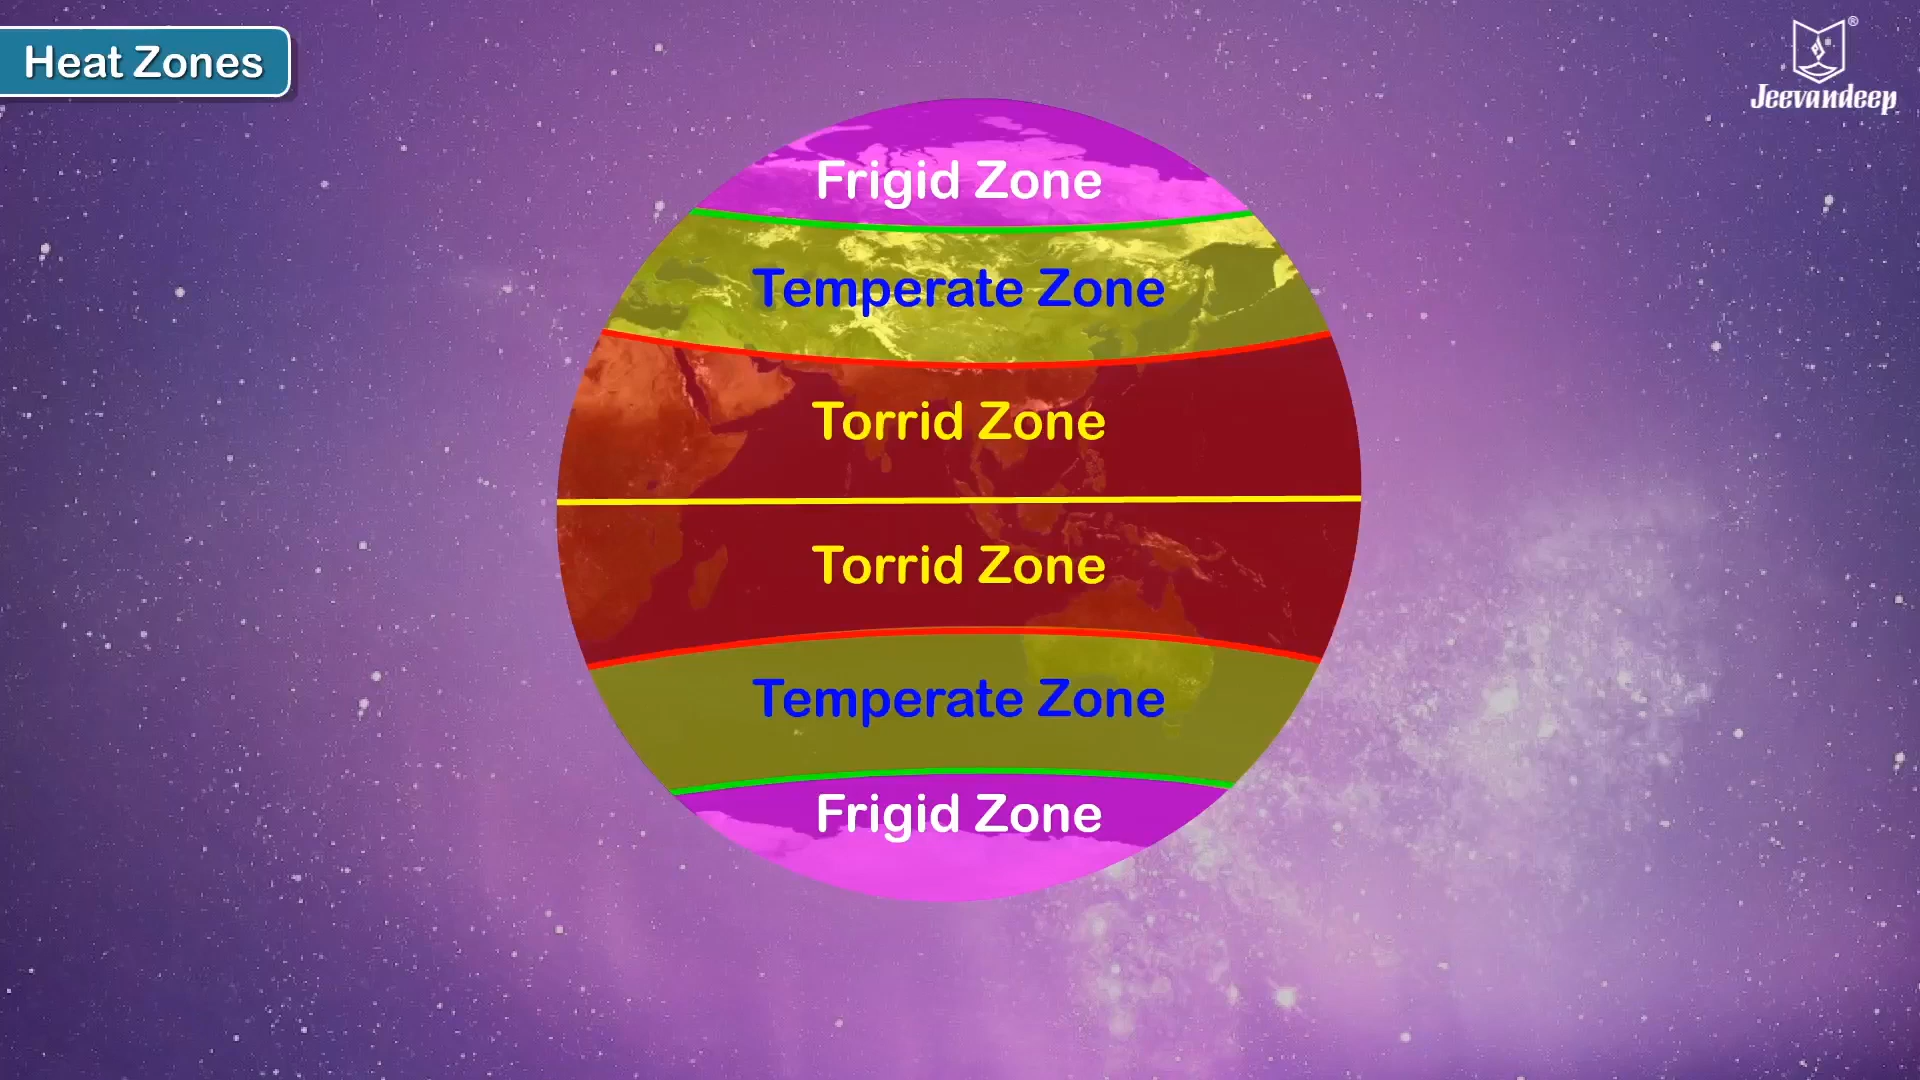 Heat Zones
Jeevandeep
®
Frigid Zone
Temperate Zone
Torrid Zone
Torrid Zone
Temperate Zone
Frigid Zone